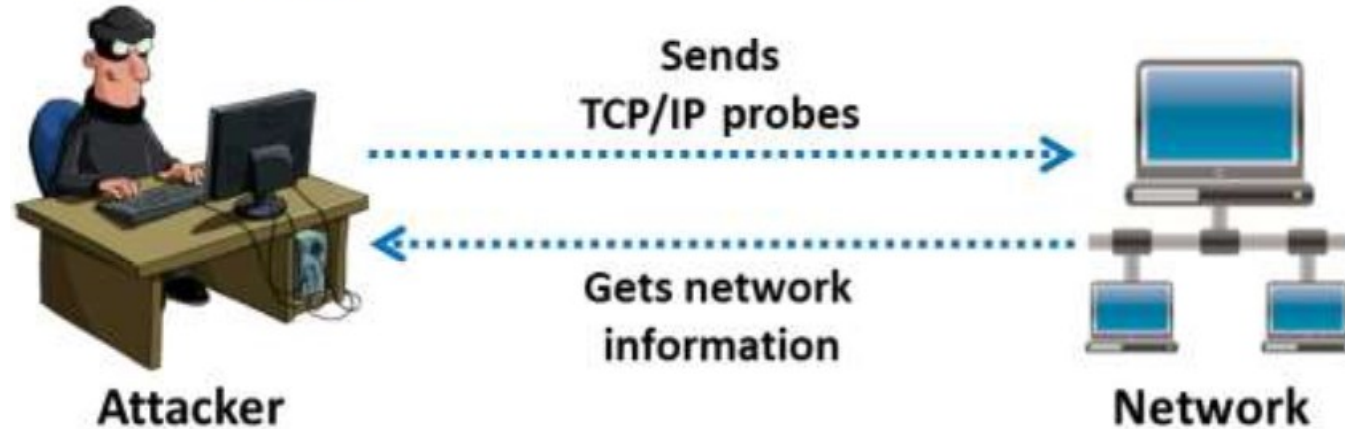 Sends
TCP/IP probes
Gets network
information
Attacker
Network